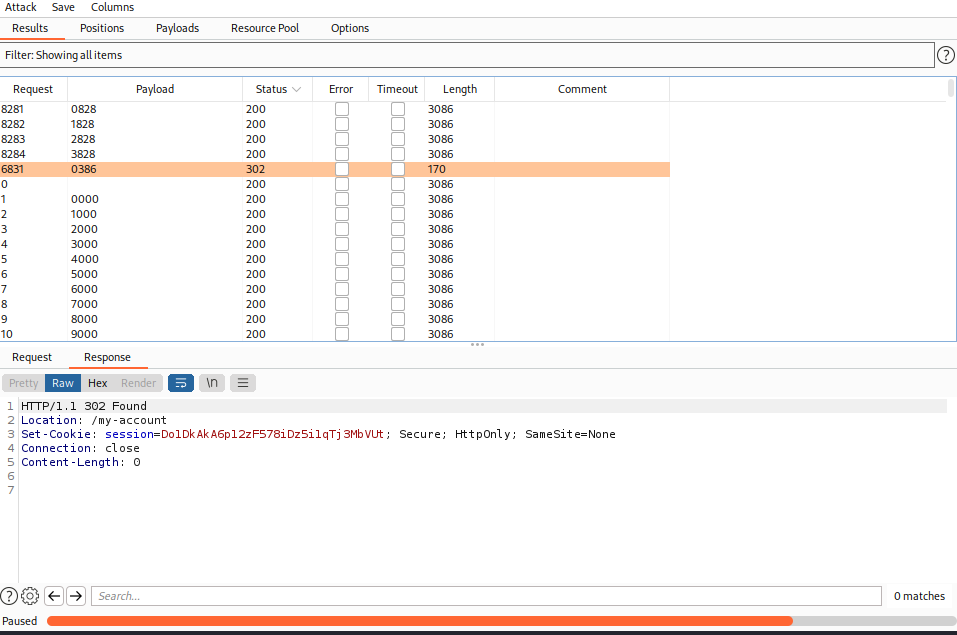 Attack Save Columns
Results Positions Payloads Resource Pool Options
Filter: Showing all items ?
Request Payload Status Error Timeout Length Comment
8281 0828 200 3086
8282 1828 200 3086
8283 2828 200 3086
8284 3828 200 3086
6831 0386 302 170
0 200 3086
1 0000 200 3086
2 1000 200 3086
3 2000 200 3086
4 3000 200 3086
5 4000 200 3086
6 5000 200 3086
7 6000 200 3086
8 7000 200 3086
9 8000 200 3086
10 9000 200 3086
Request Response
Pretty Raw Hex Render \n
1 HTTP/1.1 302 Found
2 Location: /my-account
3 Set-Cookie: session=Do1DkAkA6p12zF578iDz5i1qTj3MbVUt; Secure; HttpOnly; SameSite=None
4 Connection: close
5 Content-Length: 0
6
7
? Search... 0 matches
Paused